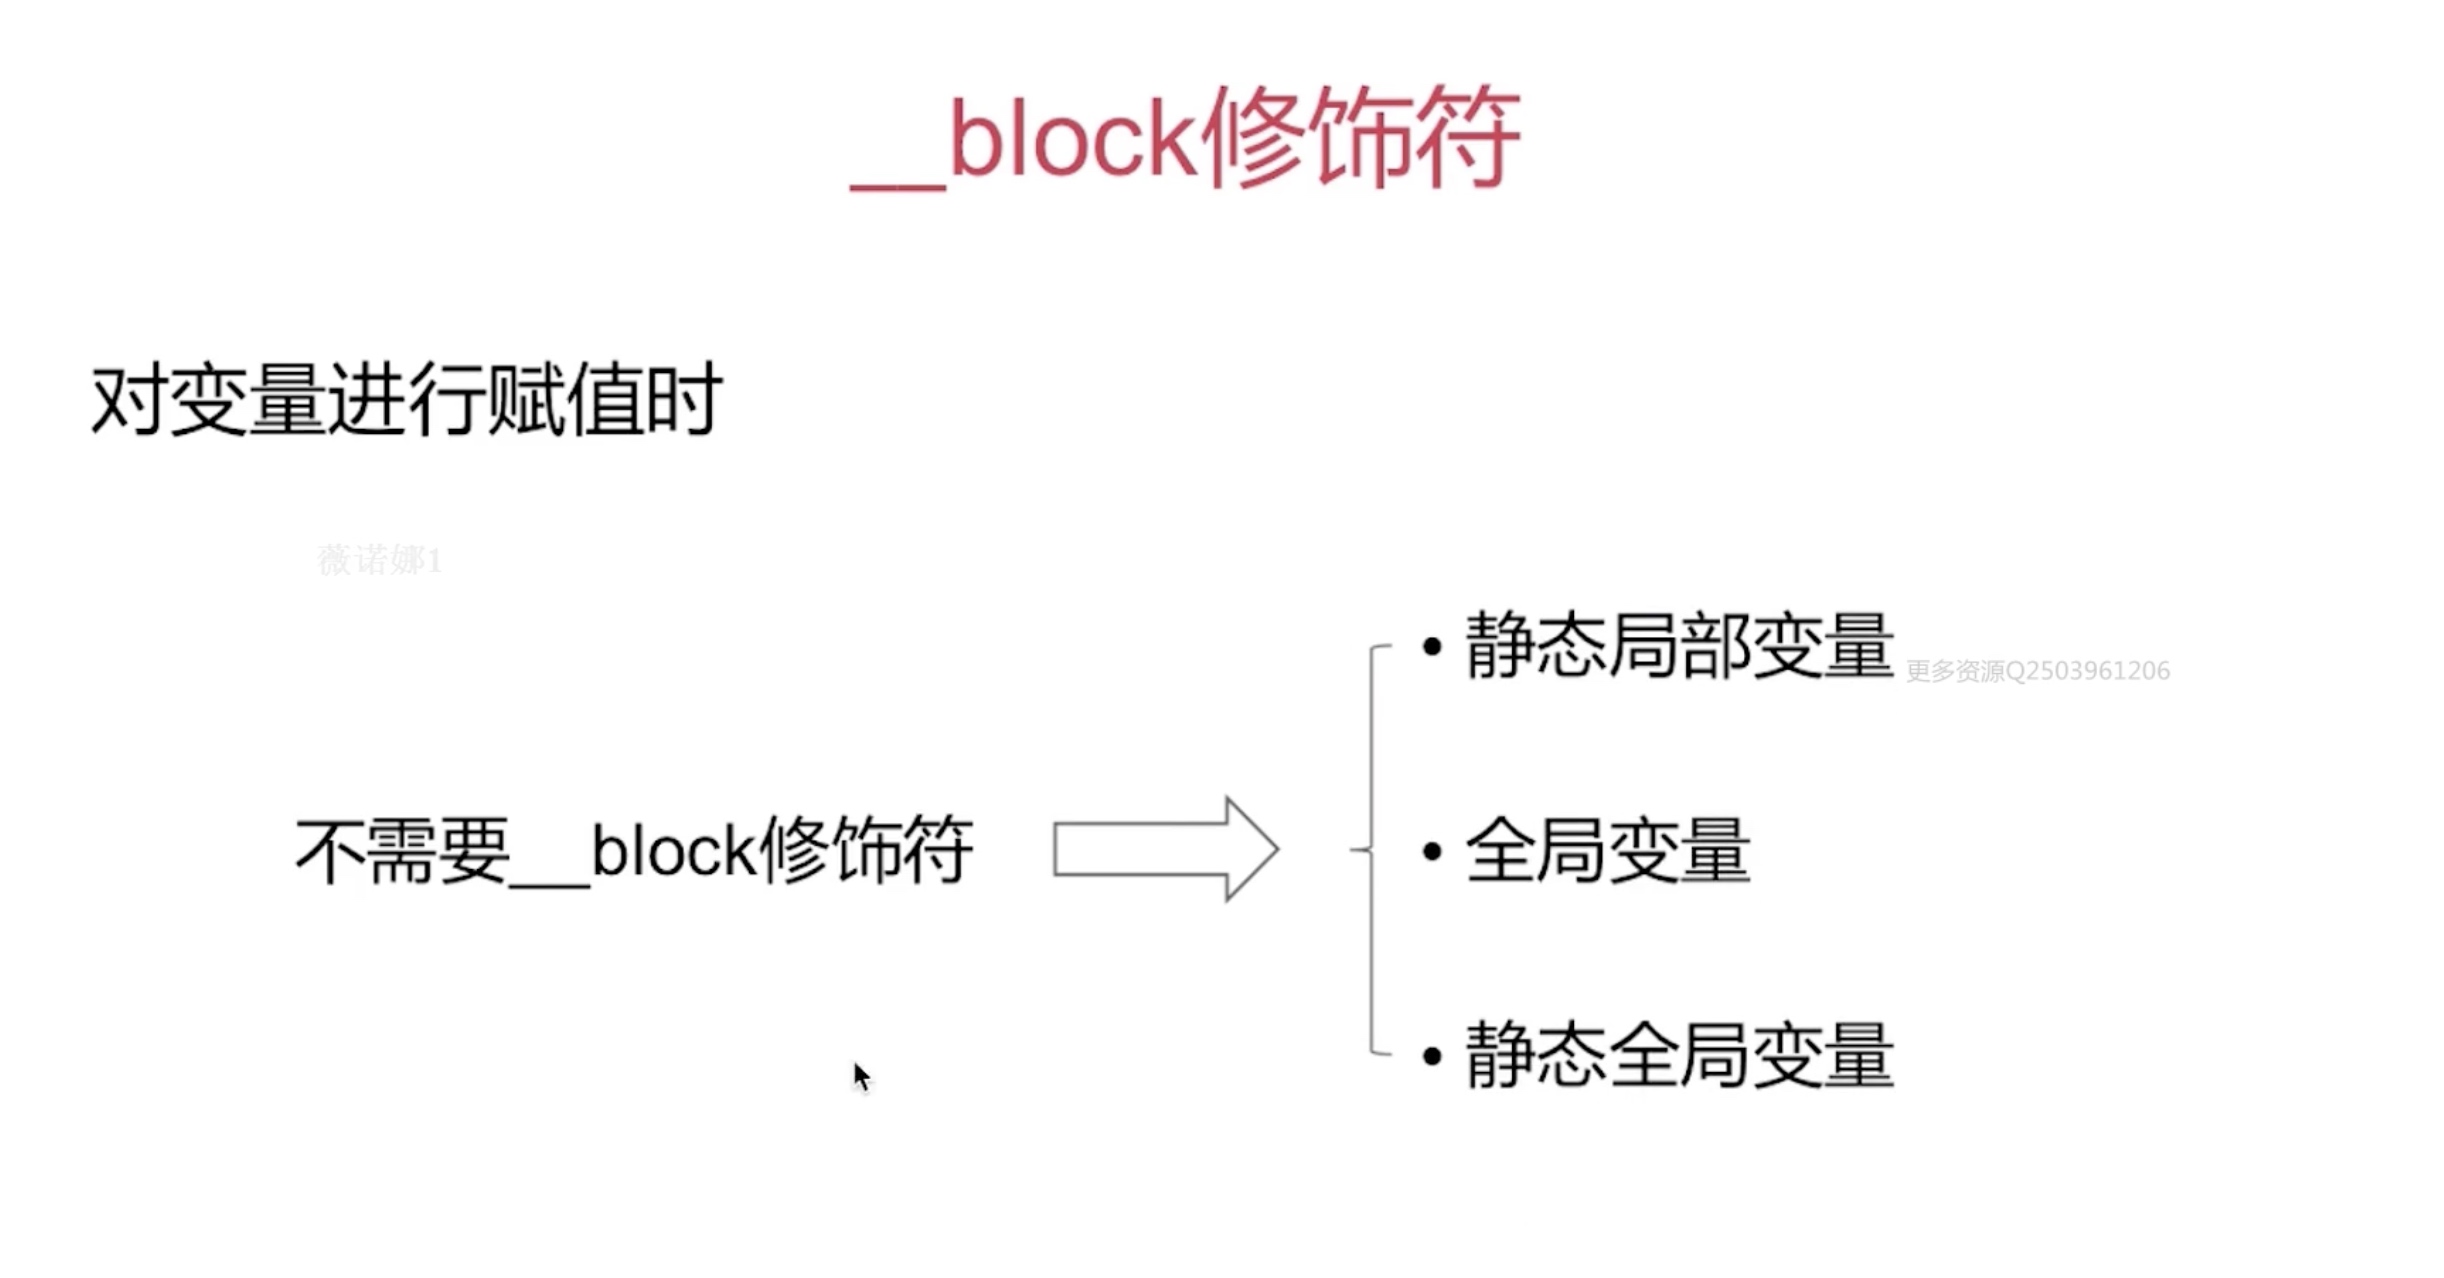 __block修饰符
对变量进行赋值时
薇诺娜1
• 静态局部变量
更多资源Q2503961206
不需要__block修饰符
• 全局变量
• 静态全局变量